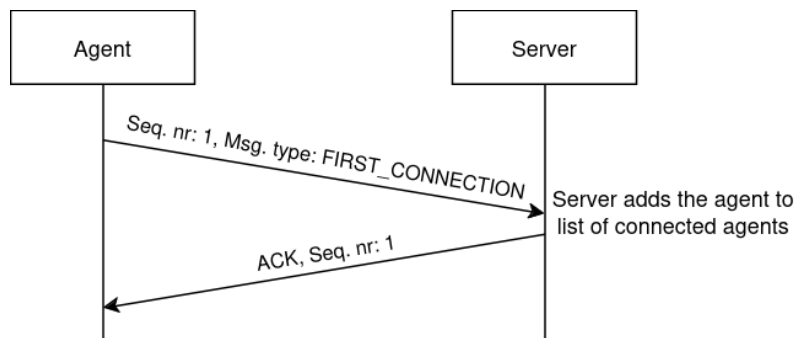 Agent
Server
Seq. nr: 1, Msg. type: FIRST_CONNECTION
Server adds the agent to
list of connected agents
ACK, Seq. nr: 1